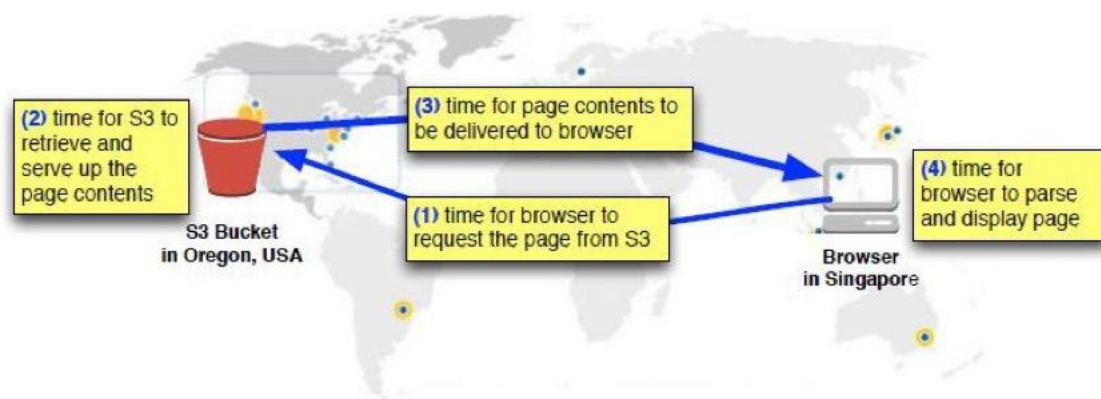 (2) time for S3 to
retrieve and
serve up the
page contents
(3) time for page contents to
be delivered to browser
(4) time for
browser to parse
and display page
(1) time for browser to
request the page from S3
S3 Bucket
in Oregon, USA
Browser
in Singapore